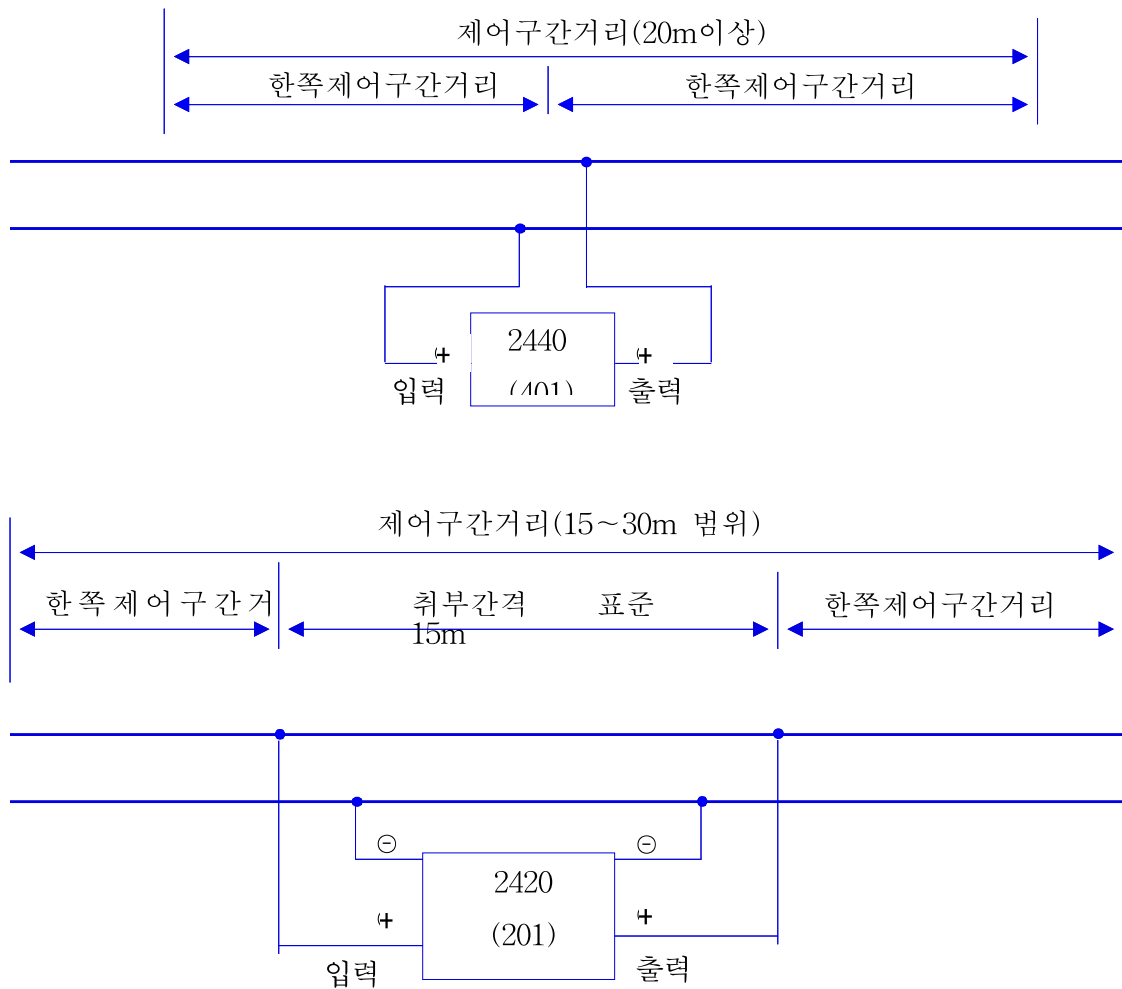 제어구간거리(20m이상)
한쪽제어구간거리 한쪽제어구간거리
2440
(401)
+ +
입력 출력
제어구간거리(15~30m 범위)
한쪽제어구간거 취부간격 표준 한쪽제어구간거리
15m
⊖ ⊖
2420
+ +
(201)
입력 출력